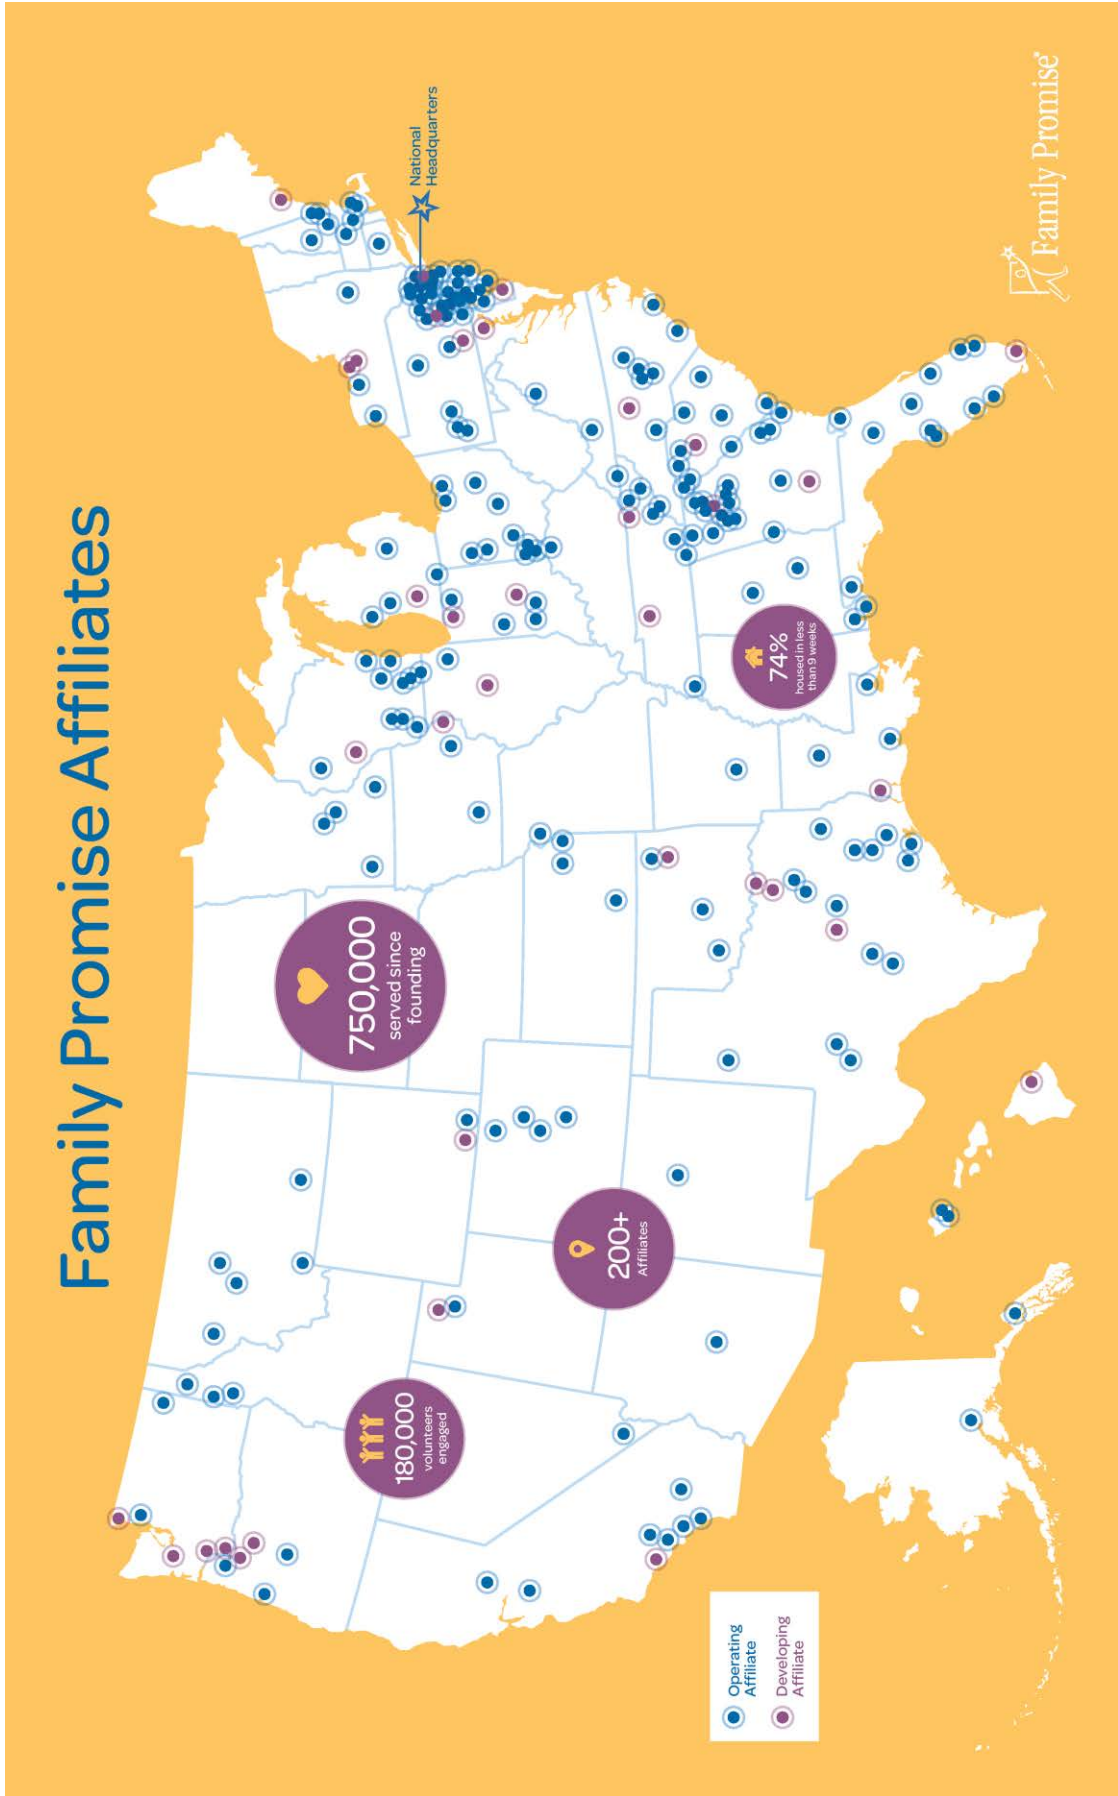 Family Promise Affiliates
National
Headquarters
750,000
served since
founding
180,000
volunteers
engaged
200+
Affiliates
74%
housed in less
than 9 weeks
Operating
Affiliate
Developing
Affiliate
Family Promise®